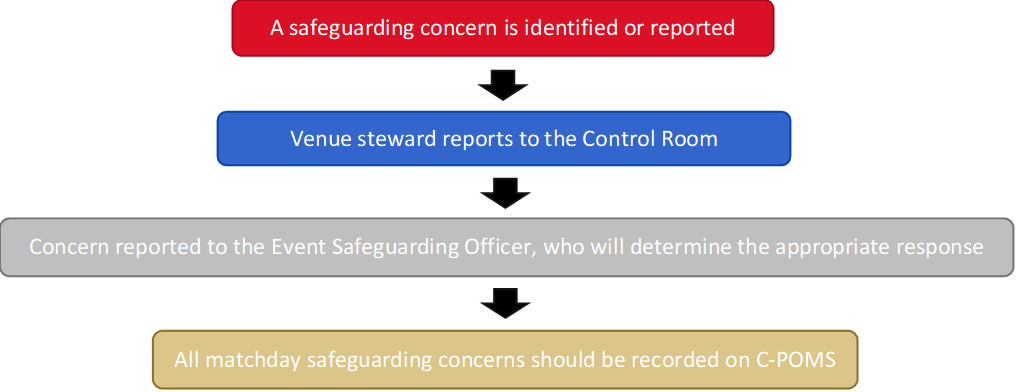 A safeguarding concern is identified or reported
Venue steward reports to the Control Room
Concern reported to the Event Safeguarding Officer, who will determine the appropriate response
All matchday safeguarding concerns should be recorded on C-POMS